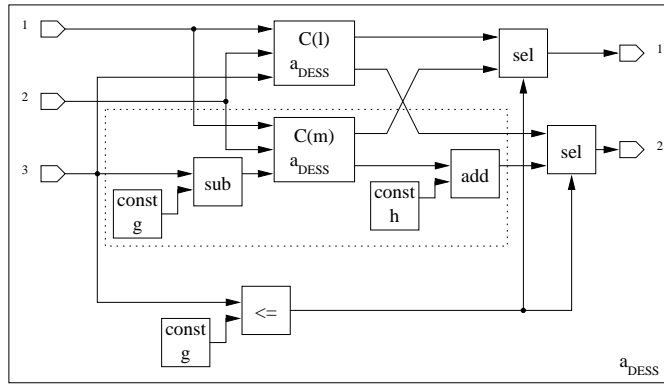 1
C(l)
a_DESS
sel
1
2
C(m)
a_DESS
sel
2
3
sub
add
const
g
const
h
<=
const
g
a_DESS